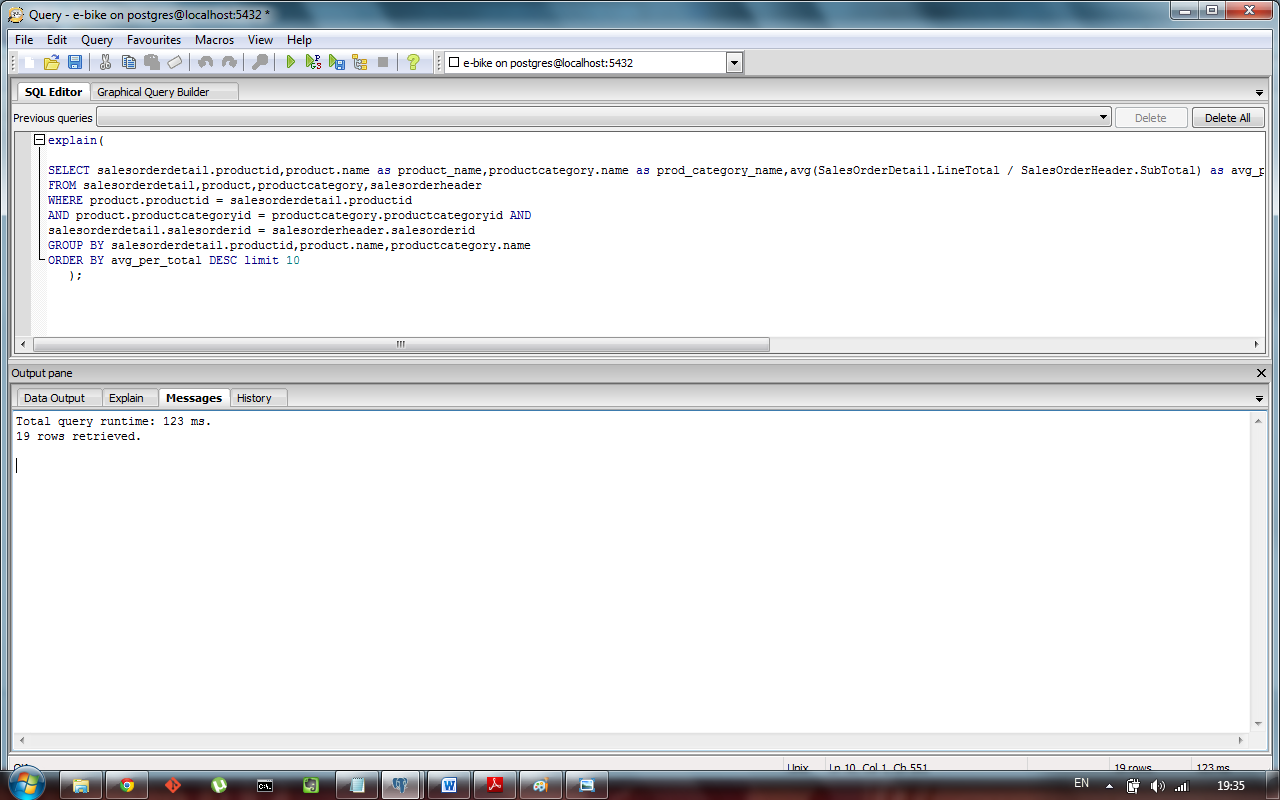 Query - e-bike on postgres@localhost:5432 *
File Edit Query Favourites Macros View Help
e-bike on postgres@localhost:5432
SQL Editor Graphical Query Builder
Previous queries Delete Delete All
explain(
SELECT salesorderdetail.productid,product.name as product_name,productcategory.name as prod_category_name,avg(SalesOrderDetail.LineTotal / SalesOrderHeader.SubTotal) as avg_p
FROM salesorderdetail,product,productcategory,salesorderheader
WHERE product.productid = salesorderdetail.productid
AND product.productcategoryid = productcategory.productcategoryid AND
salesorderdetail.salesorderid = salesorderheader.salesorderid
GROUP BY salesorderdetail.productid,product.name,productcategory.name
ORDER BY avg_per_total DESC limit 10
);
Output pane
Data Output Explain Messages History
Total query runtime: 123 ms.
19 rows retrieved.
Unix Ln 10, Col 1, Ch 551 19 rows 123 ms
EN 19:35